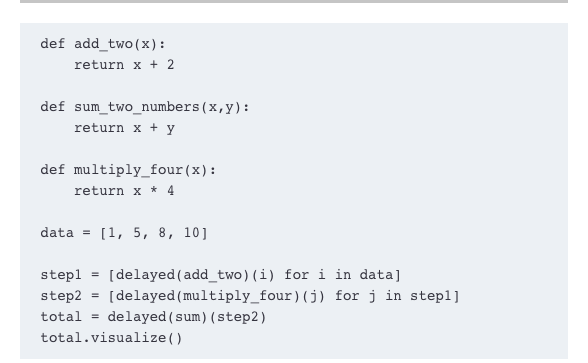 def add_two(x):
    return x + 2

def sum_two_numbers(x,y):
    return x + y

def multiply_four(x):
    return x * 4

data = [1, 5, 8, 10]

step1 = [delayed(add_two)(i) for i in data]
step2 = [delayed(multiply_four)(j) for j in step1]
total = delayed(sum)(step2)
total.visualize()